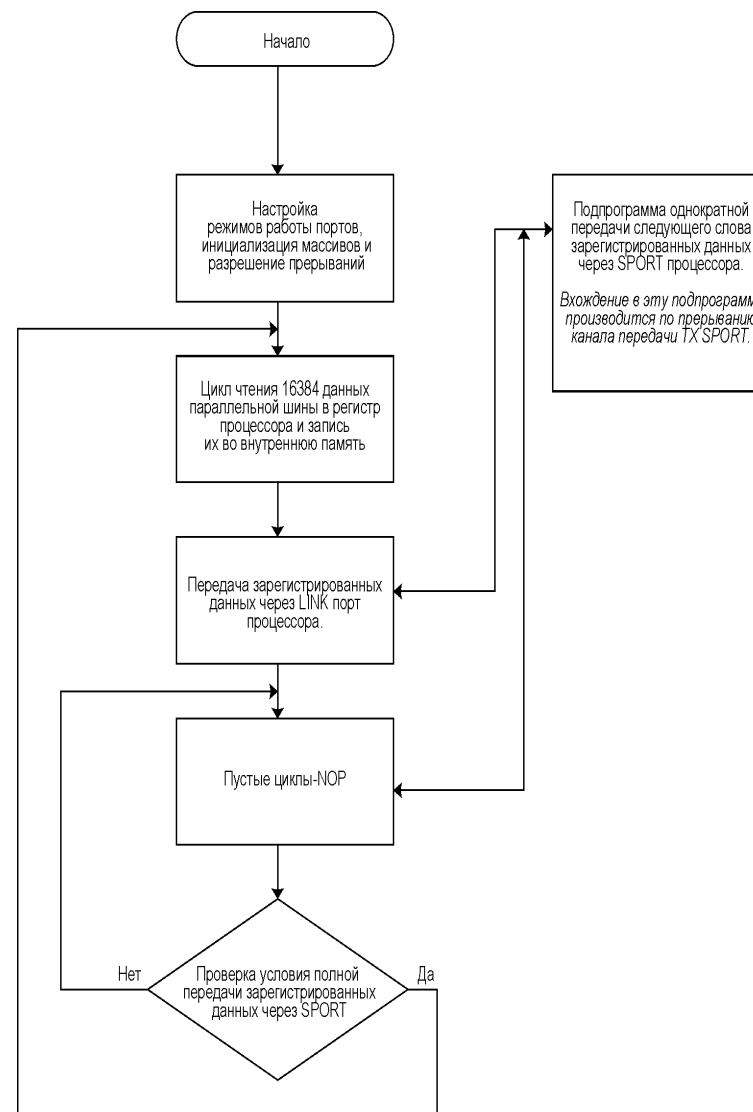 Начало
Настройка
режимов работы портов,
инициализация массивов и
разрешение прерываний
Подпрограмма однократной
передачи следующего слова
зарегистрированных данных
через SPORT процессора.
Вхождение в эту
производится по прерыванию
канала передачи TX SPORT.
Цикл чтения 16384 данных
параллельной шины в регистр
процессора и запись
их во внутреннюю память
Передача зарегистрированных
данных через LINK порт
процессора.
Пустые циклы-NOP
Нет
Проверка условия полной
передачи зарегистрированных
данных через SPORT
Да